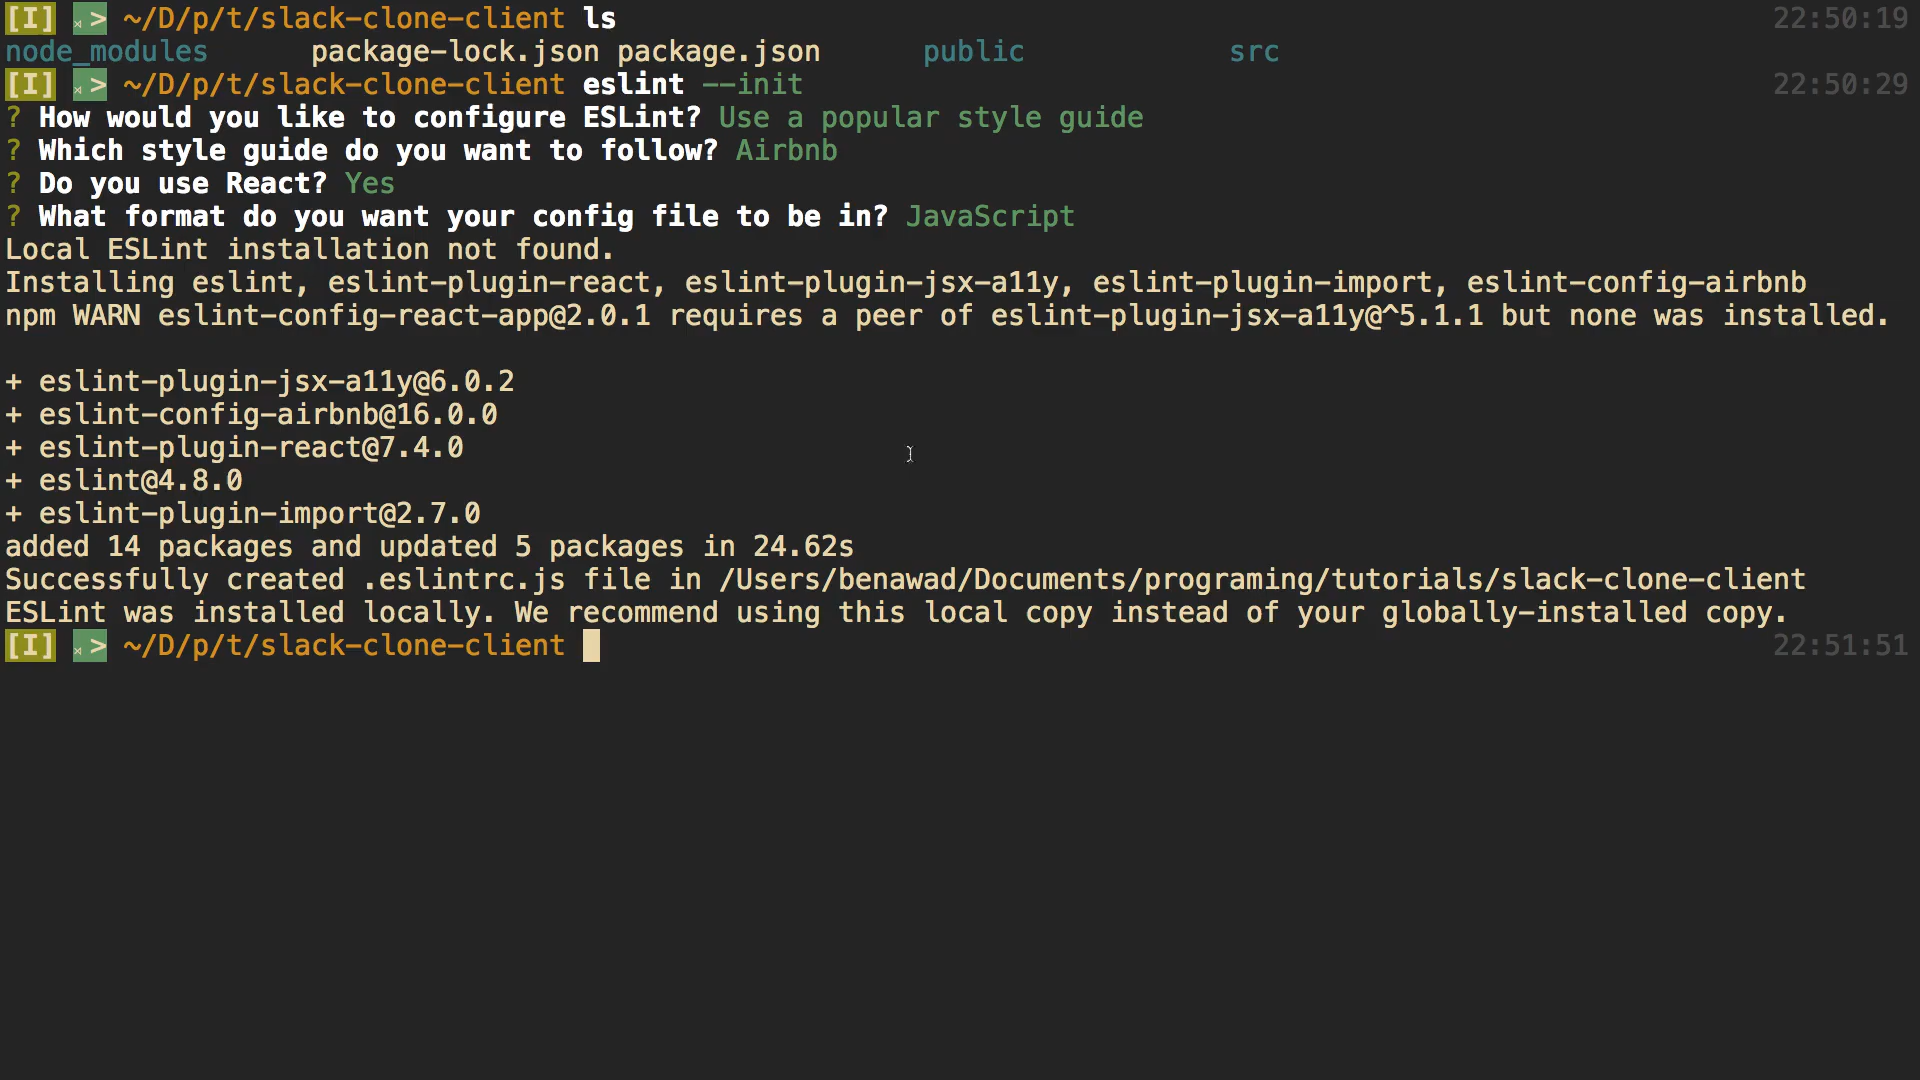 [I] > ~/D/p/t/slack-clone-client ls 22:50:19
node_modules package-lock.json package.json public src
[I] > ~/D/p/t/slack-clone-client eslint --init 22:50:29
? How would you like to configure ESLint? Use a popular style guide
? Which style guide do you want to follow? Airbnb
? Do you use React? Yes
? What format do you want your config file to be in? JavaScript
Local ESLint installation not found.
Installing eslint, eslint-plugin-react, eslint-plugin-jsx-a11y, eslint-plugin-import, eslint-config-airbnb
npm WARN eslint-config-react-app@2.0.1 requires a peer of eslint-plugin-jsx-a11y@^5.1.1 but none was installed.
+ eslint-plugin-jsx-a11y@6.0.2
+ eslint-config-airbnb@16.0.0
+ eslint-plugin-react@7.4.0
+ eslint@4.8.0
+ eslint-plugin-import@2.7.0
added 14 packages and updated 5 packages in 24.62s
Successfully created .eslintrc.js file in /Users/benawad/Documents/programing/tutorials/slack-clone-client
ESLint was installed locally. We recommend using this local copy instead of your globally-installed copy.
[I] > ~/D/p/t/slack-clone-client 22:51:51